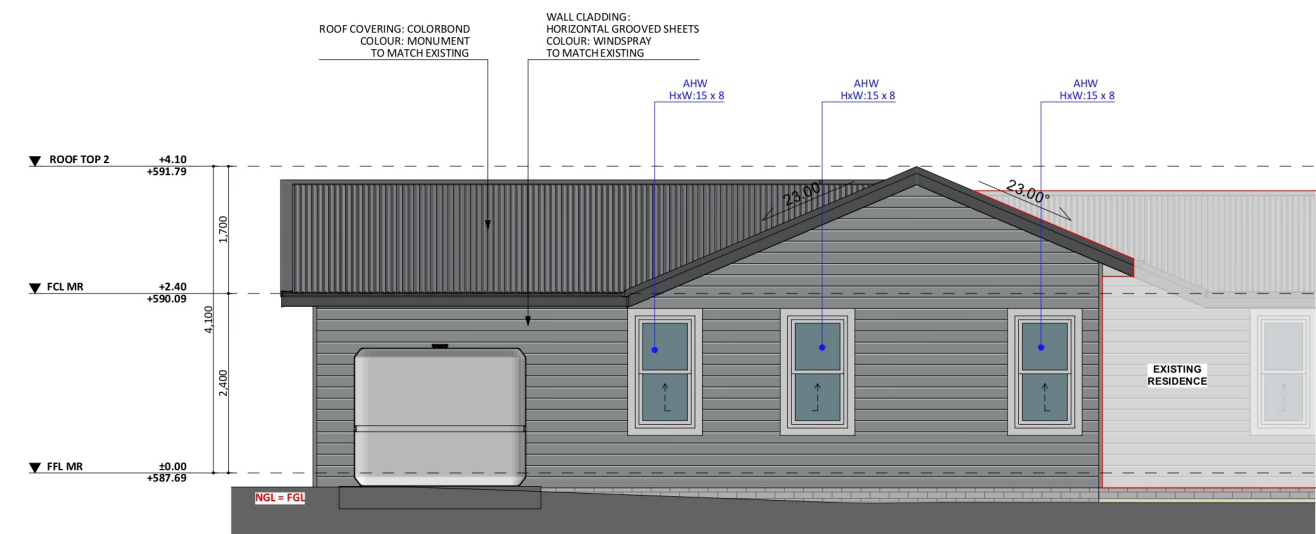 WALL CLADDING:
HORIZONTAL GROOVED SHEETS
COLOUR: WINDSPRAY
TO MATCH EXISTING
ROOF COVERING: COLORBOND
COLOUR: MONUMENT
TO MATCH EXISTING
AHW
HxW:15 x 8
AHW
HxW:15 x 8
AHW
HxW:15 x 8
ROOF TOP 2 +4.10
+591.79
23.00°
23.00°
1,700
FCL MR +2.40
+590.09
4,100
2,400
EXISTING
RESIDENCE
FFL MR ±0.00
+587.69
NGL = FGL